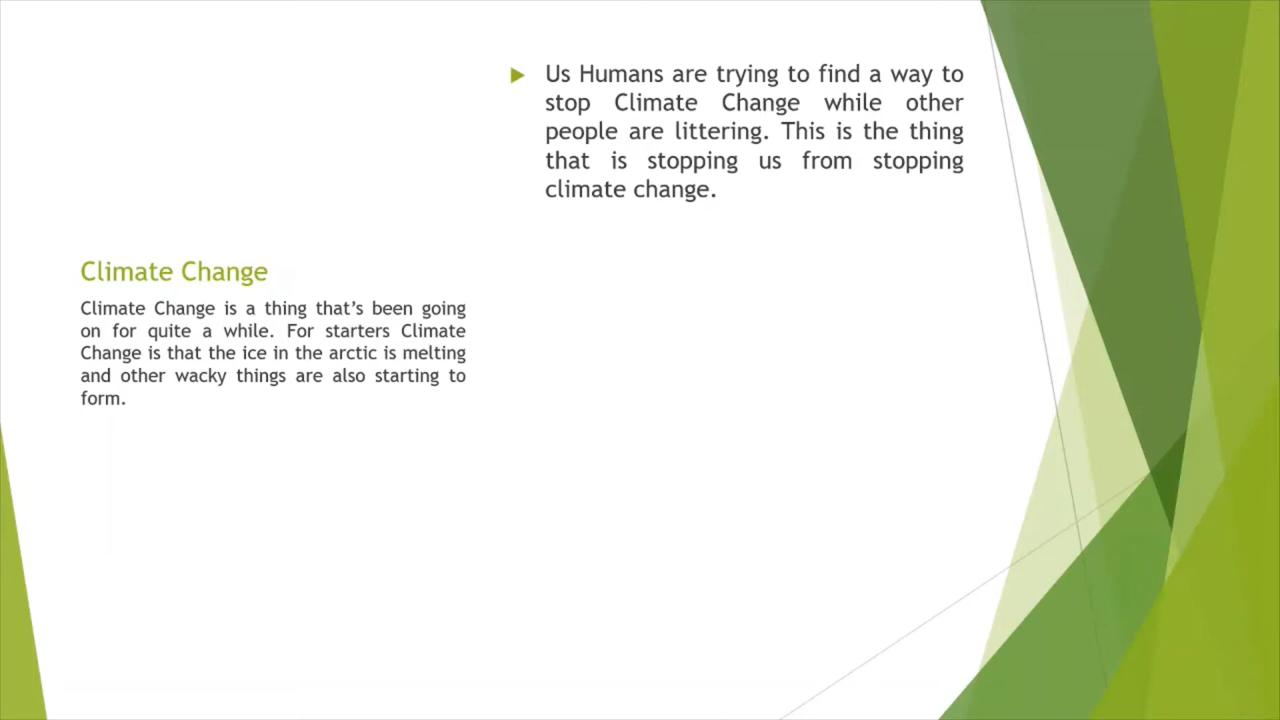 Us Humans are trying to find a way to
stop Climate Change while other
people are littering. This is the thing
that is stopping us from stopping
climate change.
Climate Change
Climate Change is a thing that’s been going
on for quite a while. For starters Climate
Change is that the ice in the arctic is melting
and other wacky things are also starting to
form.